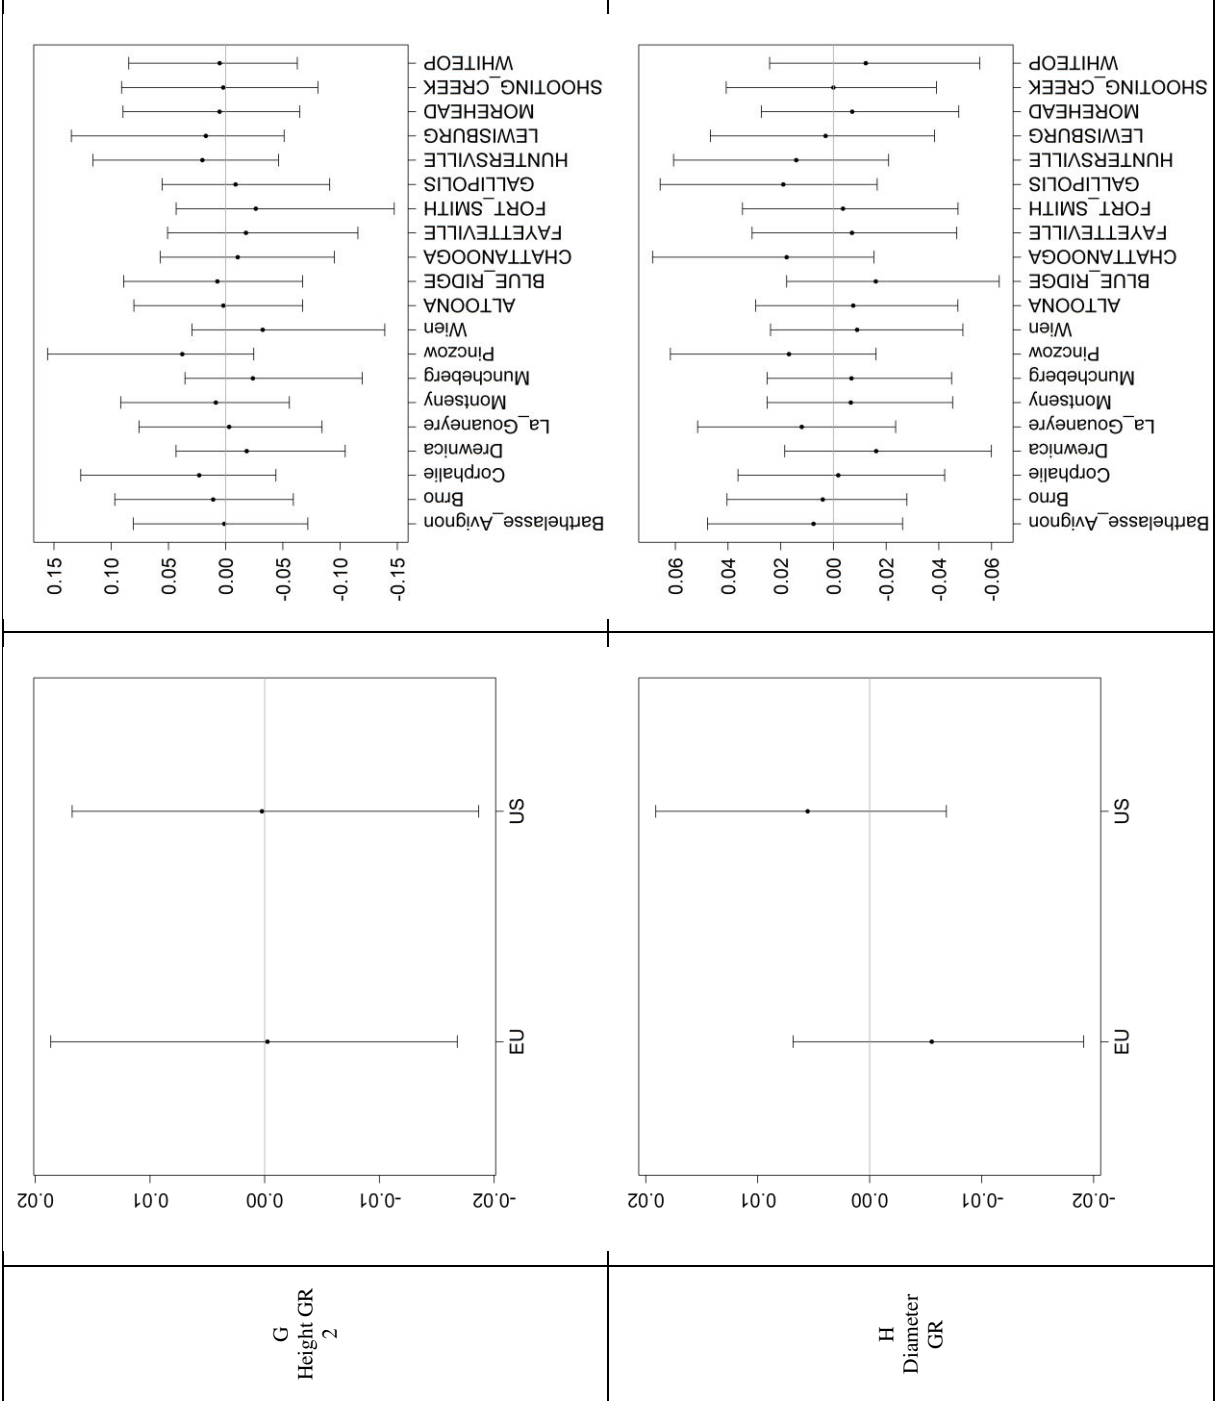 G
Height GR
2
0.02
0.01
0.00
-0.01
-0.02
EU
US
0.15
0.10
0.05
0.00
-0.05
-0.10
-0.15
Barthelasse_Avignon
Brno
Corphalie
Drewnica
La_Gouaneyre
Montseny
Muncheberg
Pinczow
Wien
ALTOONA
BLUE_RIDGE
CHATTANOOGA
FAYETTEVILLE
FORT_SMITH
GALLIPOLIS
HUNTERSVILLE
LEWISBURG
MOREHEAD
SHOOTING_CREEK
WHITEOP
H
Diameter
GR
0.02
0.01
0.00
-0.01
-0.02
EU
US
0.06
0.04
0.02
0.00
-0.02
-0.04
-0.06
Barthelasse_Avignon
Brno
Corphalie
Drewnica
La_Gouaneyre
Montseny
Muncheberg
Pinczow
Wien
ALTOONA
BLUE_RIDGE
CHATTANOOGA
FAYETTEVILLE
FORT_SMITH
GALLIPOLIS
HUNTERSVILLE
LEWISBURG
MOREHEAD
SHOOTING_CREEK
WHITEOP